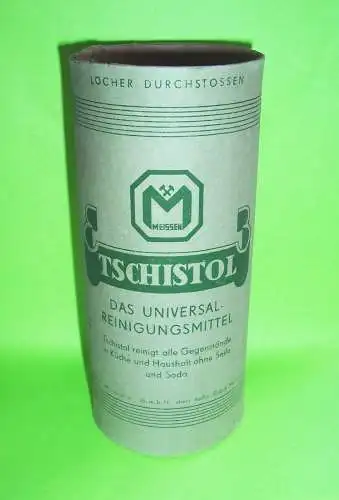 LÖCHER DURCHSTOSSEN
M
MEISSEN
TSCHISTOL
DAS UNIVERSAL-
REINIGUNGSMITTEL
Tschistol reinigt alle Gegenstände
in Küche und Haushalt ohne Seife
und Soda